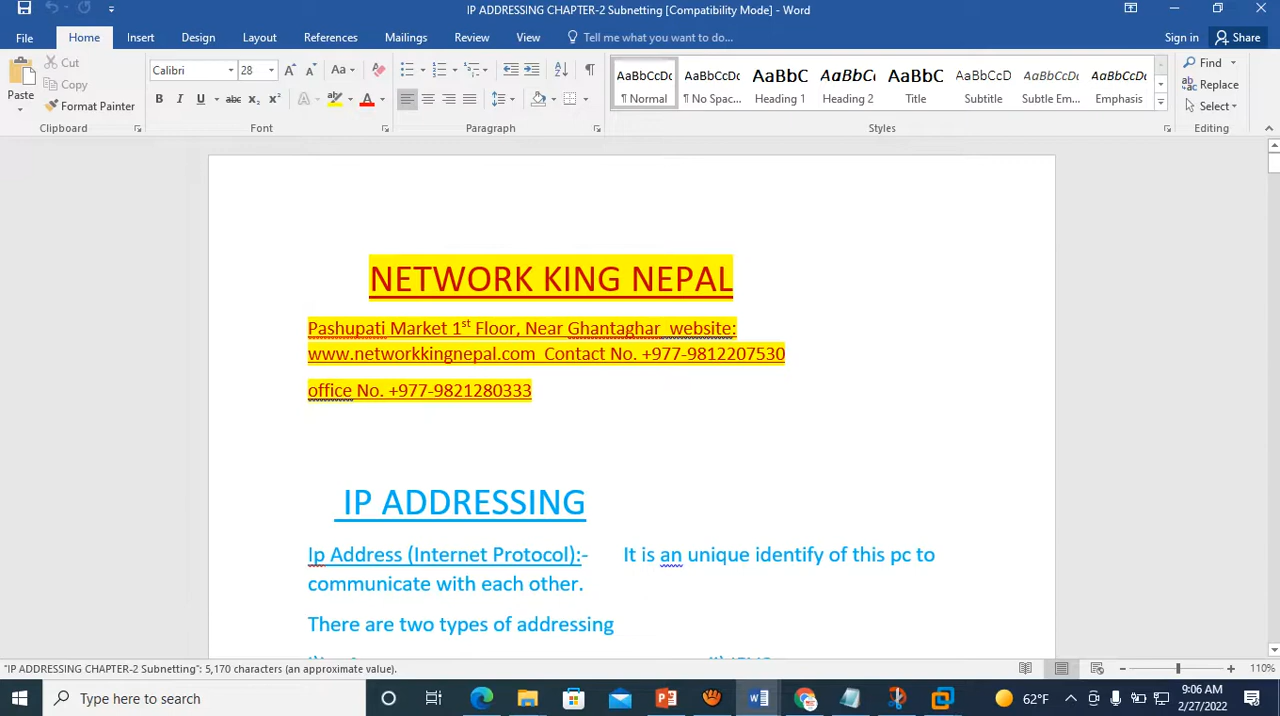 IP ADDRESSING CHAPTER-2 Subnetting [Compatibility Mode] - Word
File Home Insert Design Layout References Mailings Review View Tell me what you want to do... Sign in Share
Paste
Cut
Copy
Format Painter
Clipboard
Calibri 28
Font
Paragraph
AaBbCcDc AaBbCcDc AaBbC AaBbCc AaBbC AaBbCcD AaBbCcDc AaBbCcDc
¶ Normal ¶ No Spac... Heading 1 Heading 2 Title Subtitle Subtle Em... Emphasis
Styles
Find
Replace
Select
Editing
NETWORK KING NEPAL
Pashupati Market 1st Floor, Near Ghantaghar website:
www.networkkingnepal.com Contact No. +977-9812207530
office No. +977-9821280333
IP ADDRESSING
Ip Address (Internet Protocol):- It is an unique identify of this pc to
communicate with each other.
There are two types of addressing
"IP ADDRESSING CHAPTER-2 Subnetting": 5,170 characters (an approximate value).
110%
Type here to search
62°F
9:06 AM
2/27/2022